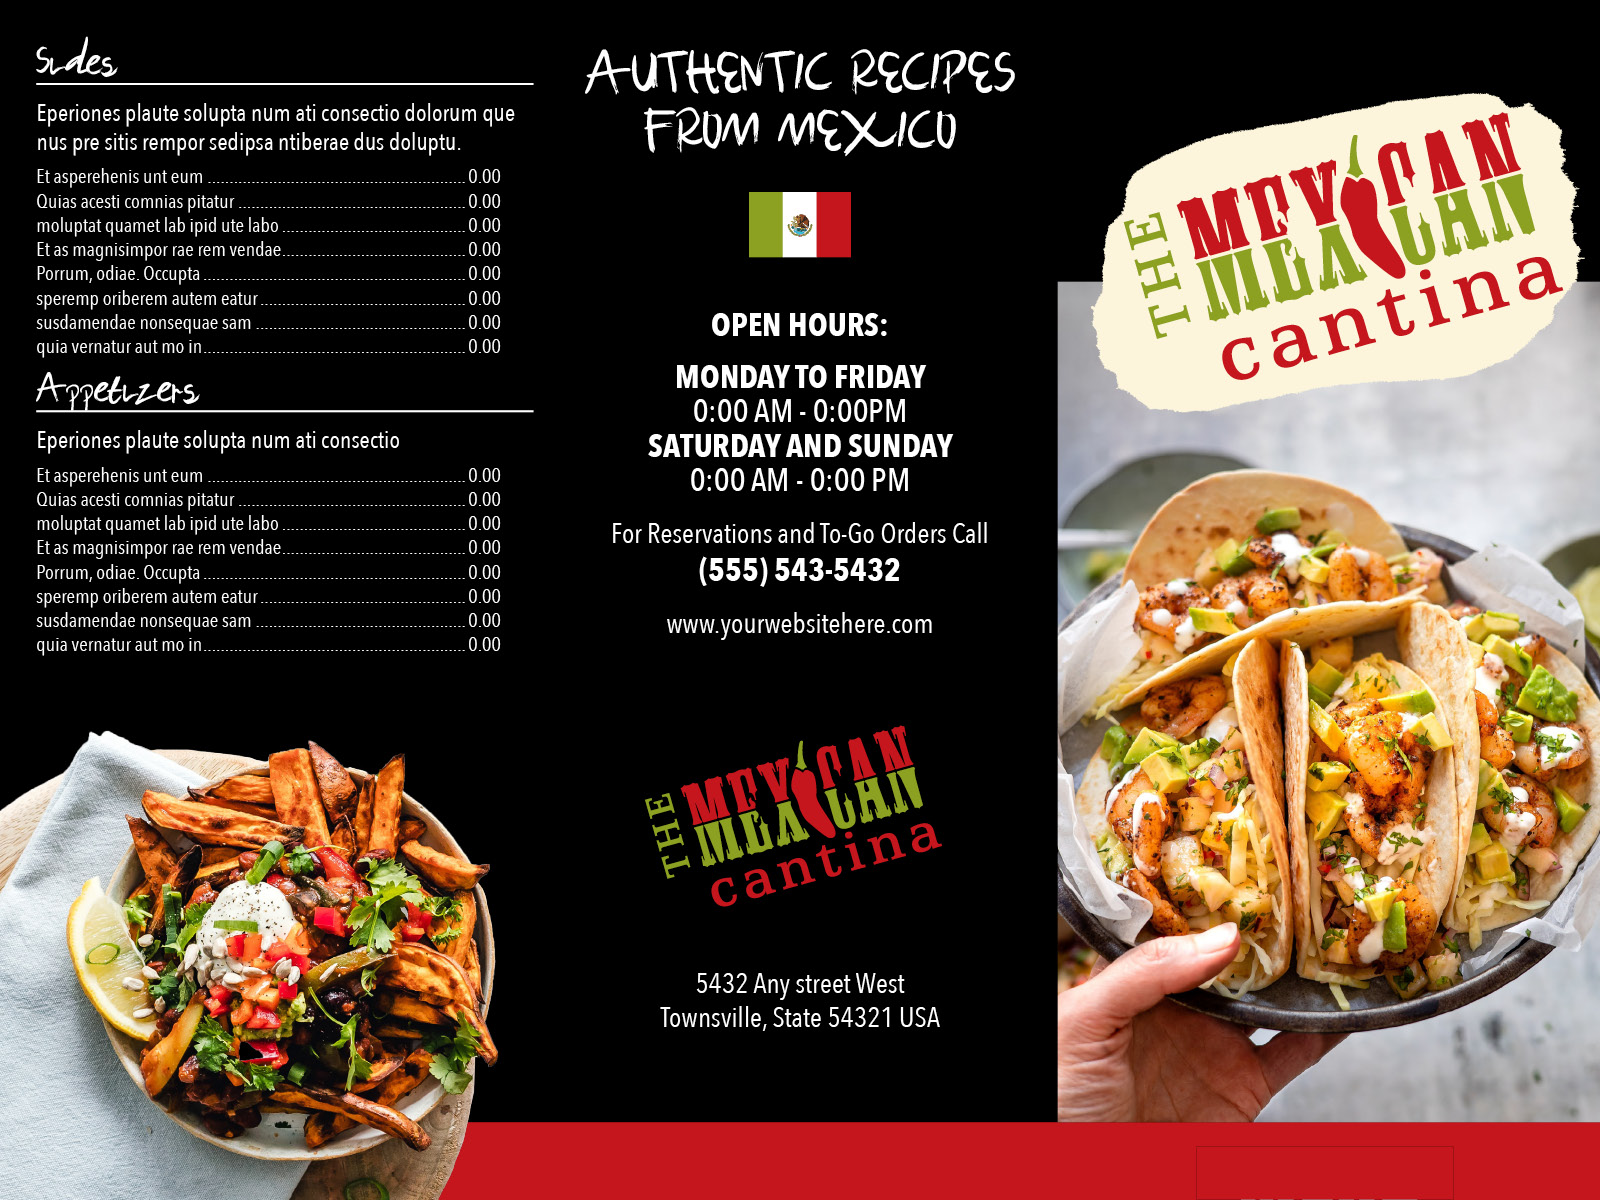 Sides
Eperiones plaute solupta num ati consectio dolorum que
nus pre sitis rempor sedipsa ntiberae dus doluptu.
Et asperehenis unt eum 0.00
Quias acesti comnias pitatur 0.00
moluptat quamet lab ipid ute labo 0.00
Et as magnisimpor rae rem vendae 0.00
Porrum, odiae. Occupta 0.00
speremp oriberem autem eatur 0.00
susdamendae nonsequae sam 0.00
quia vernatur aut mo in 0.00
Appetizers
Eperiones plaute solupta num ati consectio
Et asperehenis unt eum 0.00
Quias acesti comnias pitatur 0.00
moluptat quamet lab ipid ute labo 0.00
Et as magnisimpor rae rem vendae 0.00
Porrum, odiae. Occupta 0.00
speremp oriberem autem eatur 0.00
susdamendae nonsequae sam 0.00
quia vernatur aut mo in 0.00
AUTHENTIC RECIPES
FROM MEXICO
OPEN HOURS:
MONDAY TO FRIDAY
0:00 AM - 0:00PM
SATURDAY AND SUNDAY
0:00 AM - 0:00 PM
For Reservations and To-Go Orders Call
(555) 543-5432
www.yourwebsitehere.com
THE MEXICAN
cantina
5432 Any street West
Townsville, State 54321 USA
THE MEXICAN
cantina